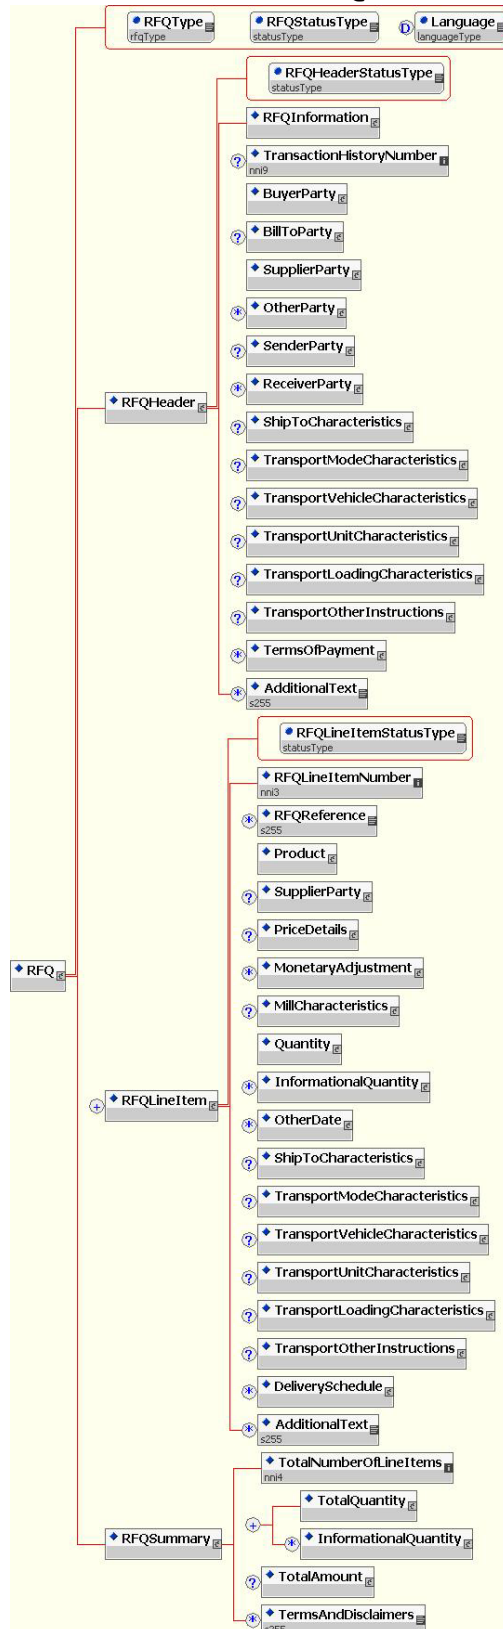 RFQType RFQStatusType D Language
rfqType statusType languageType
RFQHeaderStatusType
statusType
RFQInformation
? TransactionHistoryNumber
nni9
BuyerParty
? BillToParty
SupplierParty
* OtherParty
? SenderParty
* ReceiverParty
RFQHeader
? ShipToCharacteristics
? TransportModeCharacteristics
? TransportVehicleCharacteristics
? TransportUnitCharacteristics
? TransportLoadingCharacteristics
? TransportOtherInstructions
* TermsOfPayment
* AdditionalText
s255
RFQLineItemStatusType
statusType
RFQLineItemNumber
nni3
* RFQReference
s255
Product
? SupplierParty
? PriceDetails
RFQ
* MonetaryAdjustment
? MillCharacteristics
Quantity
* InformationalQuantity
+ RFQLineItem
* OtherDate
? ShipToCharacteristics
? TransportModeCharacteristics
? TransportVehicleCharacteristics
? TransportUnitCharacteristics
? TransportLoadingCharacteristics
? TransportOtherInstructions
* DeliverySchedule
* AdditionalText
s255
TotalNumberOfLineItems
nni4
TotalQuantity
+
RFQSummary
* InformationalQuantity
? TotalAmount
* TermsAndDisclaimers
s255